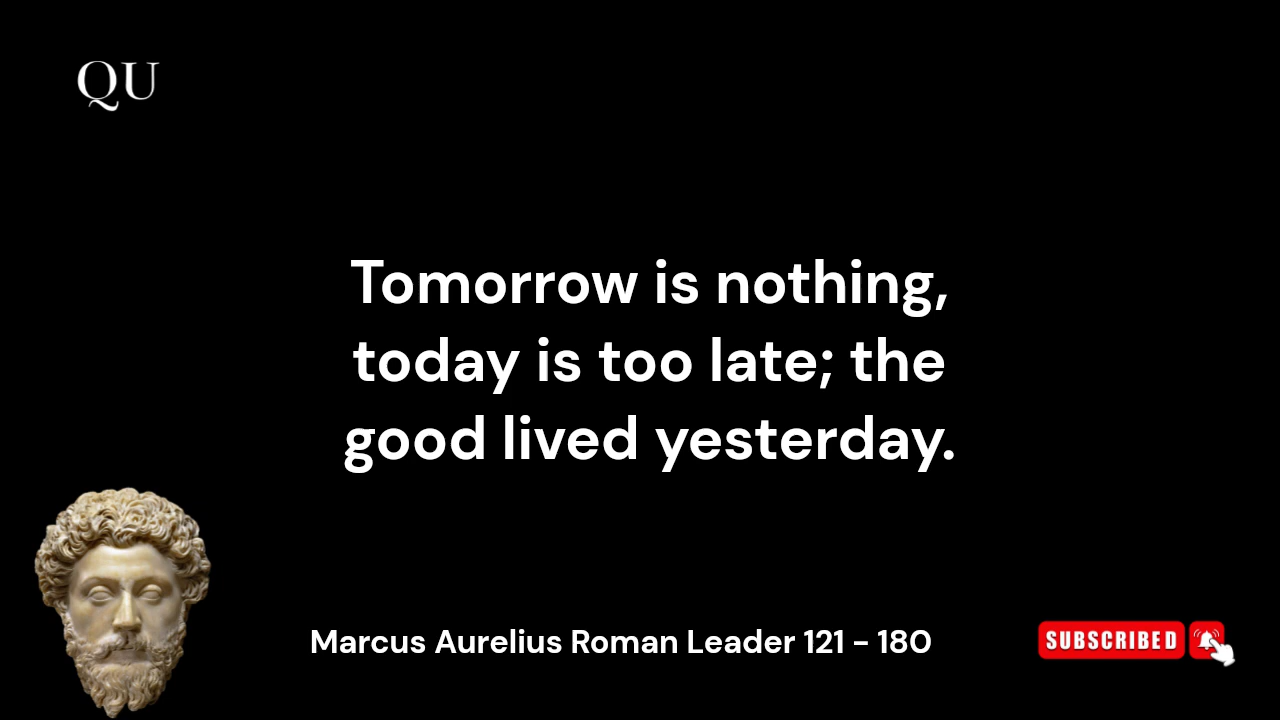 QU
Tomorrow is nothing,
today is too late; the
good lived yesterday.
Marcus Aurelius Roman Leader 121 - 180
SUBSCRIBED